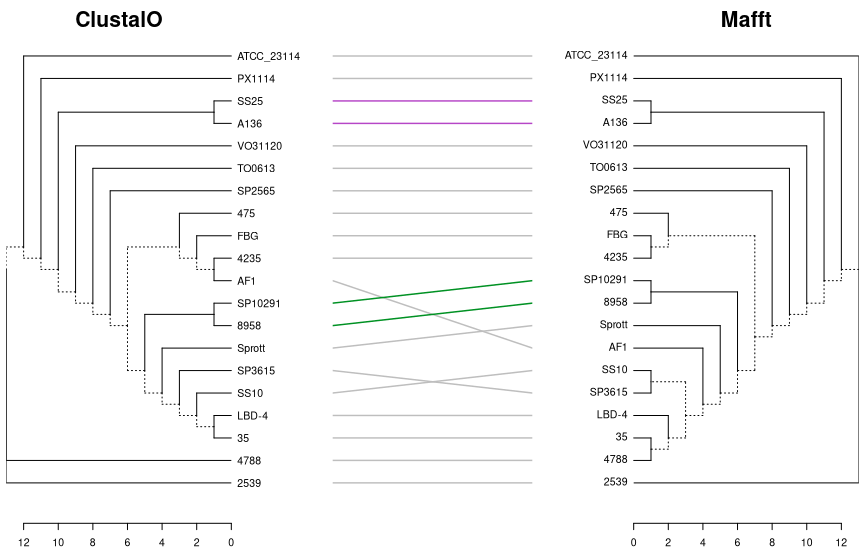 ClustalO
Mafft
ATCC_23114
PX1114
SS25
A136
VO31120
TO0613
SP2565
475
FBG
4235
AF1
SP10291
8958
Sprott
SP3615
SS10
LBD-4
35
4788
2539
12 10 8 6 4 2 0
ATCC_23114
PX1114
SS25
A136
VO31120
TO0613
SP2565
475
FBG
4235
SP10291
8958
Sprott
AF1
SS10
SP3615
LBD-4
35
4788
2539
0 2 4 6 8 10 12